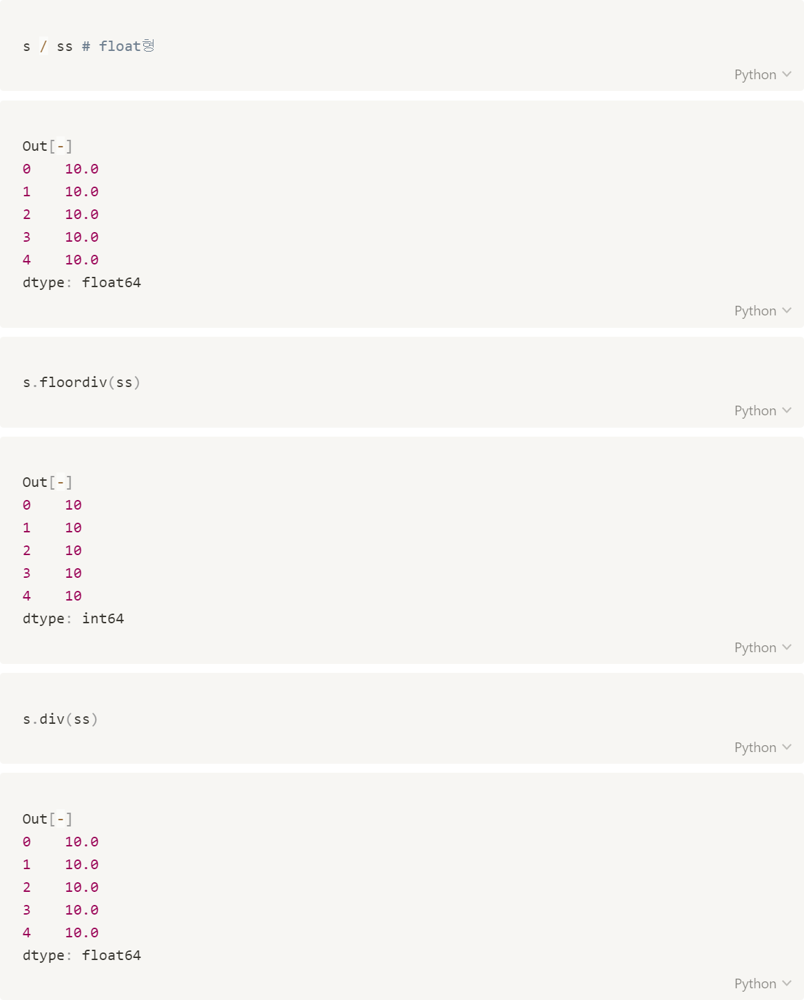 s / ss # float형
Python
Out[-]
0    10.0
1    10.0
2    10.0
3    10.0
4    10.0
dtype: float64
Python
s.floordiv(ss)
Python
Out[-]
0    10
1    10
2    10
3    10
4    10
dtype: int64
Python
s.div(ss)
Python
Out[-]
0    10.0
1    10.0
2    10.0
3    10.0
4    10.0
dtype: float64
Python